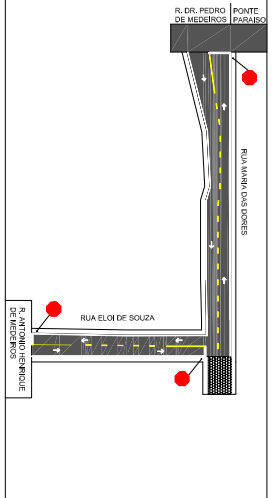 R. DR. PEDRO
DE MEDEIROS
PONTE
PARAISO
RUA MARIA DAS DORES
RUA ELOI DE SOUZA
R. ANTONIO HENRIQUE
DE MEDEIROS